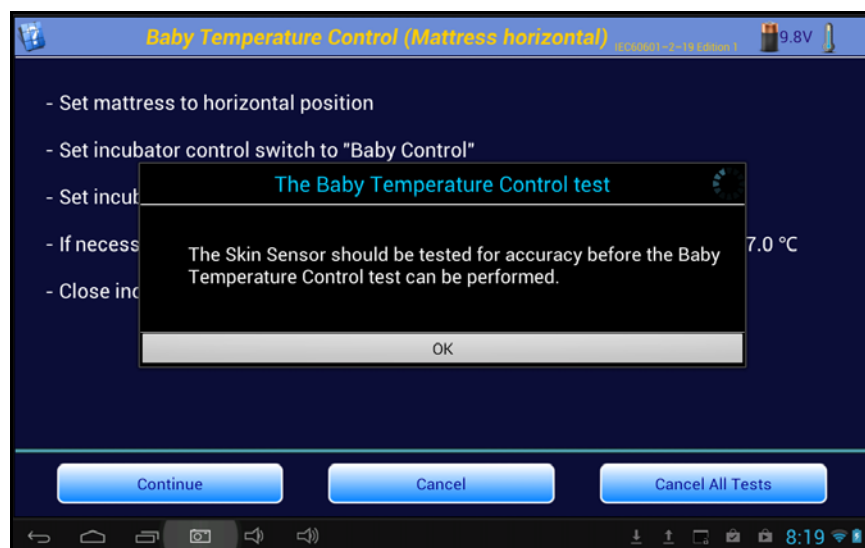 Baby Temperature Control (Mattress horizontal) IEC60601-2-19 Edition 1 9.8V
- Set mattress to horizontal position
- Set incubator control switch to "Baby Control"
The Baby Temperature Control test
- Set incub
- If necess
7.0 °C
The Skin Sensor should be tested for accuracy before the Baby
Temperature Control test can be performed.
- Close inc
OK
Continue Cancel Cancel All Tests
8:19